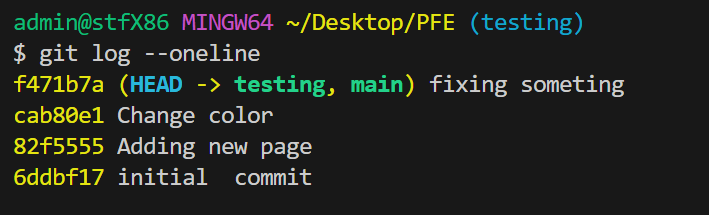 admin@stfX86 MINGW64 ~/Desktop/PFE (testing)
$ git log --oneline
f471b7a (HEAD -> testing, main) fixing someting
cab80e1 Change color
82f5555 Adding new page
6ddbf17 initial  commit